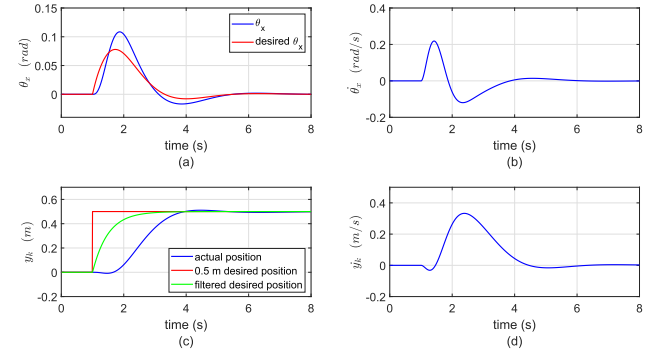 0.15
0.1
0.05
0
-0.05
0 2 4 6 8
θx (rad)
time (s)
(a)
θx
desired θx
0.4
0.2
0
-0.2
0 2 4 6 8
θ̇x (rad/s)
time (s)
(b)
0.6
0.4
0.2
0
-0.2
0 2 4 6 8
yk (m)
time (s)
(c)
actual position
0.5 m desired position
filtered desired position
0.4
0.2
0
-0.2
0 2 4 6 8
ẏk (m/s)
time (s)
(d)